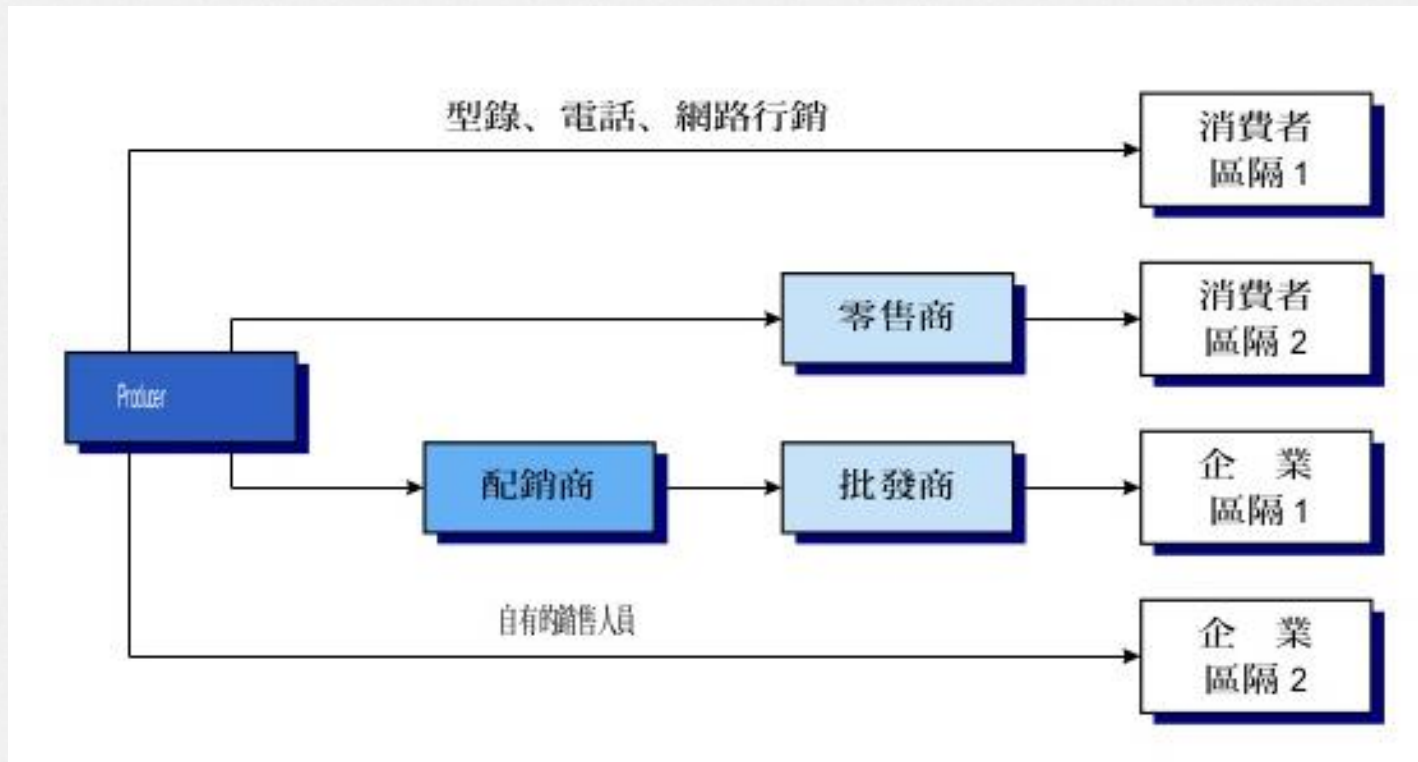 型錄、電話、網路行銷
消費者
區隔 1
零售商
消費者
區隔 2
Producer
配銷商
批發商
企 業
區隔 1
自有的銷售人員
企 業
區隔 2